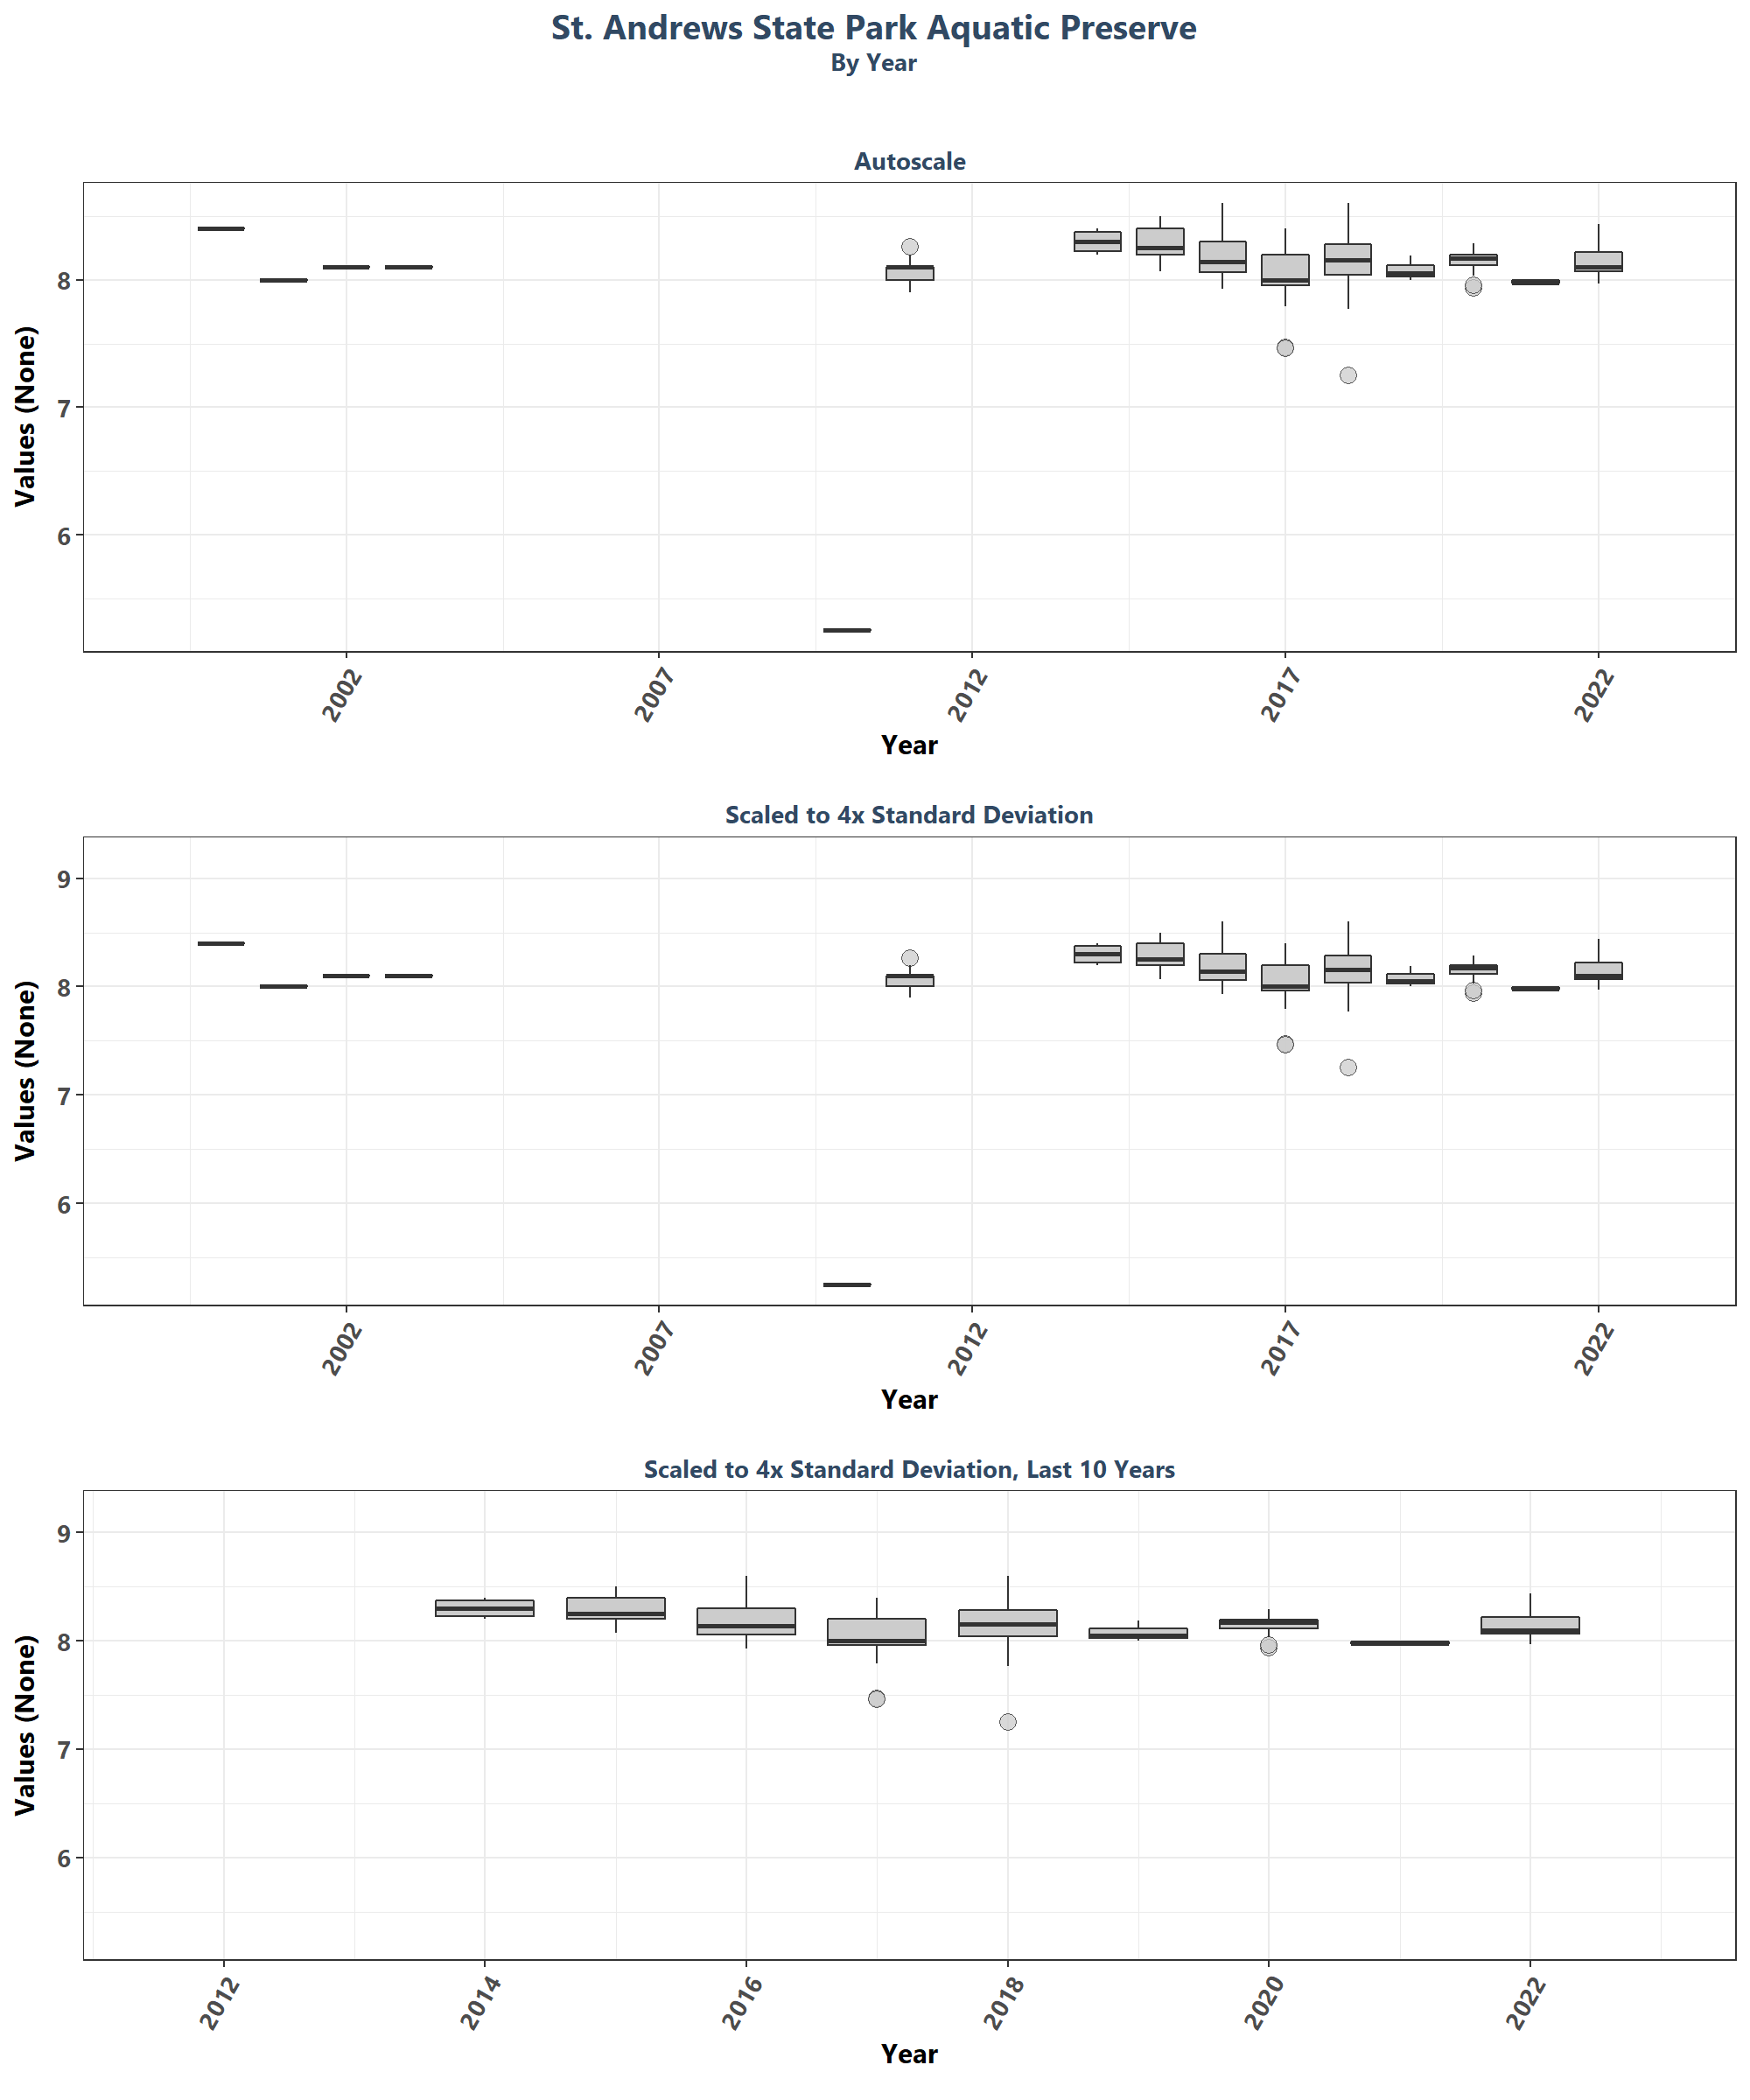 St. Andrews State Park Aquatic Preserve
By Year
Autoscale
Values (None)
8
7
6
2002
2007
2012
2017
2022
Year
Scaled to 4x Standard Deviation
Values (None)
9
8
7
6
2002
2007
2012
2017
2022
Year
Scaled to 4x Standard Deviation, Last 10 Years
Values (None)
9
8
7
6
2012
2014
2016
2018
2020
2022
Year